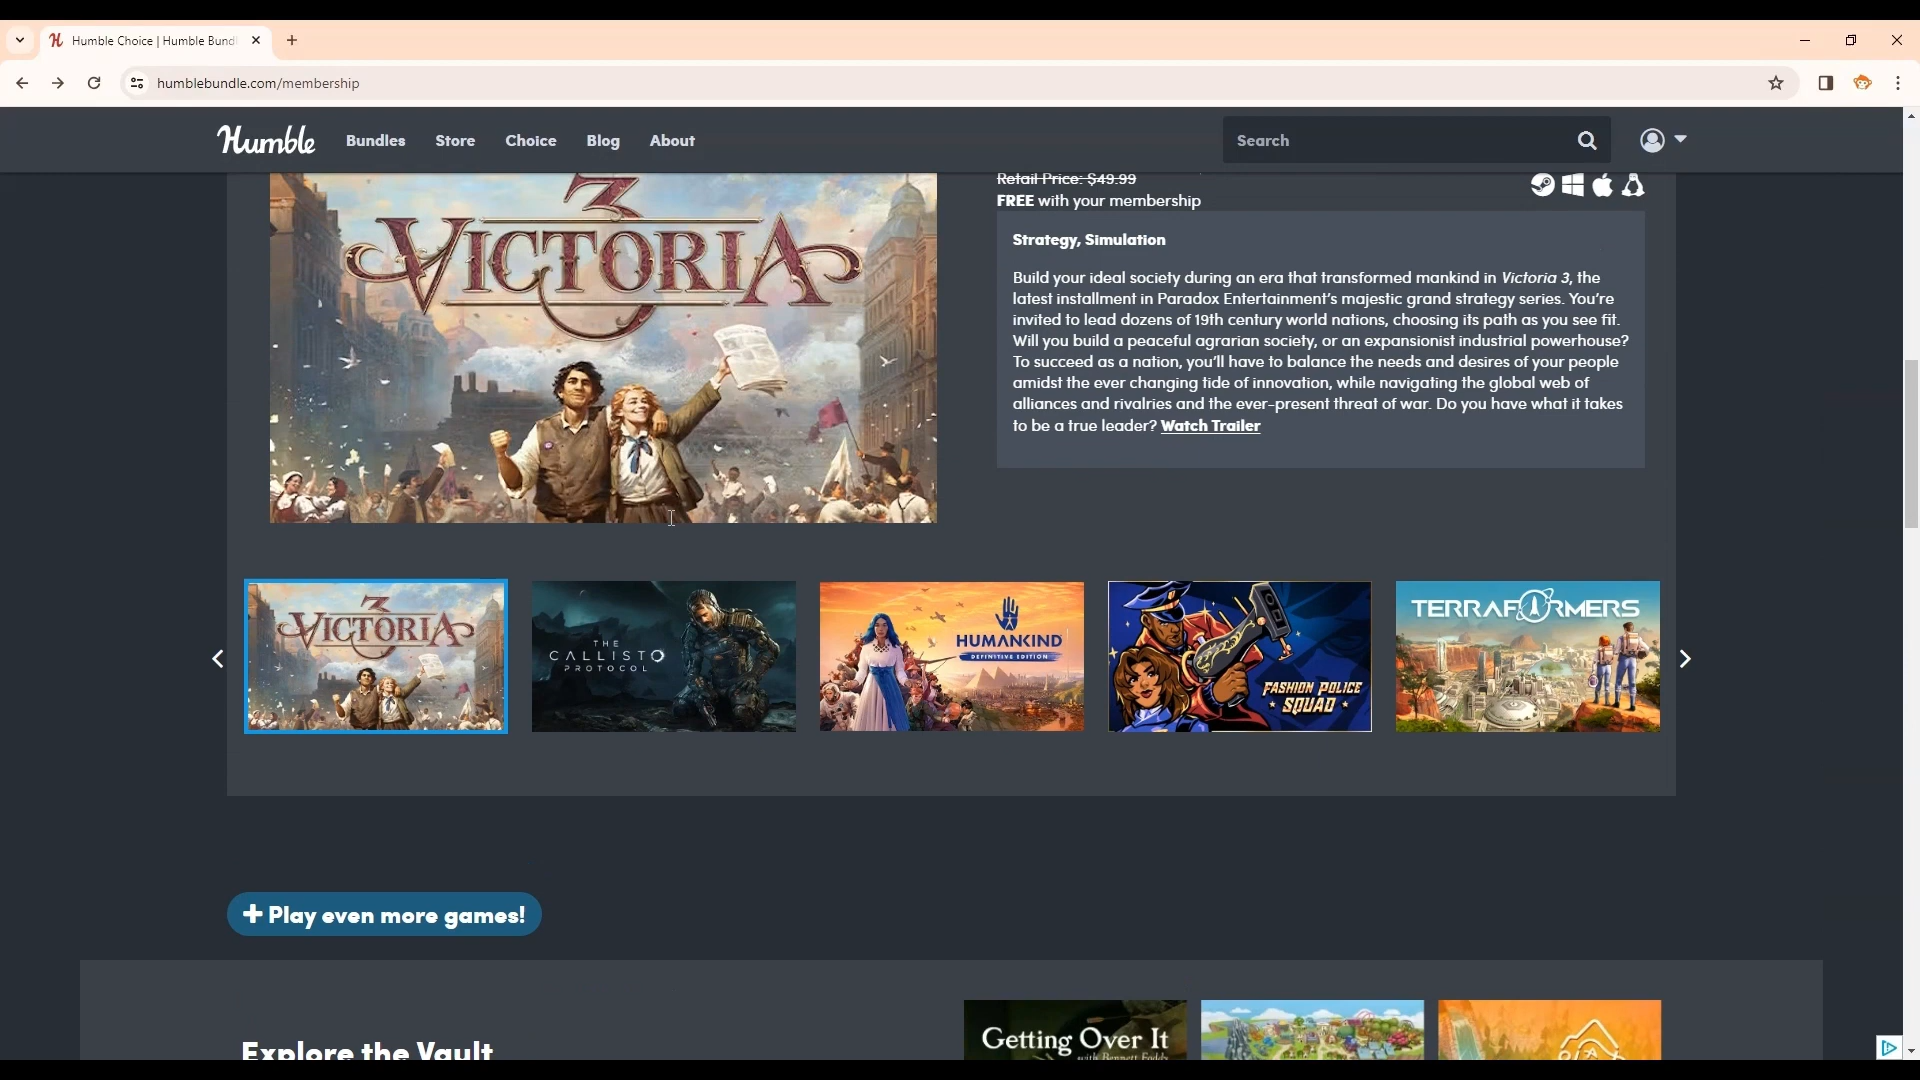 Humble Choice | Humble Bund
humblebundle.com/membership
Humble
Bundles
Store
Choice
Blog
About
Search
Retail Price: $49.99
FREE with your membership
Strategy, Simulation
Build your ideal society during an era that transformed mankind in Victoria 3, the
latest installment in Paradox Entertainment's majestic grand strategy series. You're
invited to lead dozens of 19th century world nations, choosing its path as you see fit.
Will you build a peaceful agrarian society, or an expansionist industrial powerhouse?
To succeed as a nation, you'll have to balance the needs and desires of your people
amidst the ever changing tide of innovation, while navigating the global web of
alliances and rivalries and the ever-present threat of war. Do you have what it takes
to be a true leader? Watch Trailer
3
VICTORIA
3
VICTORIA
THE
CALLISTO
PROTOCOL
HUMANKIND
DEFINITIVE EDITION
FASHION POLICE
SQUAD
TERRAFORMERS
Play even more games!
Explore the Vault
Getting Over It
with Bennett Foddy